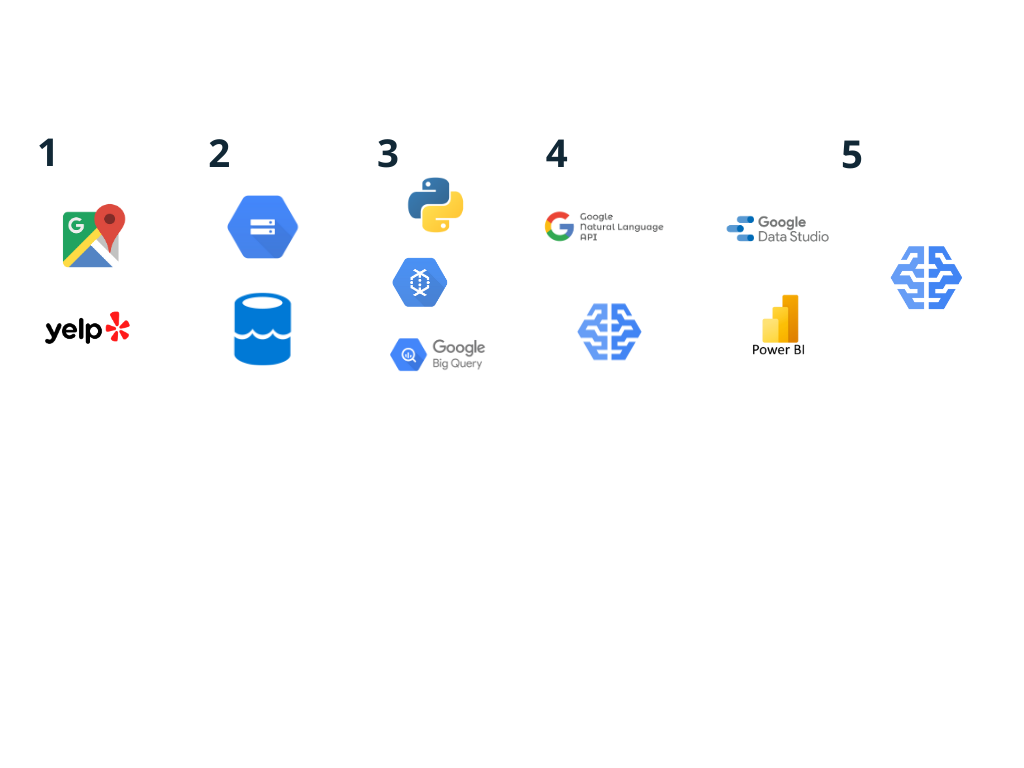 1
2
3
4
5
G
yelp
Google
Big Query
Google
Natural Language
API
Google
Data Studio
Power BI